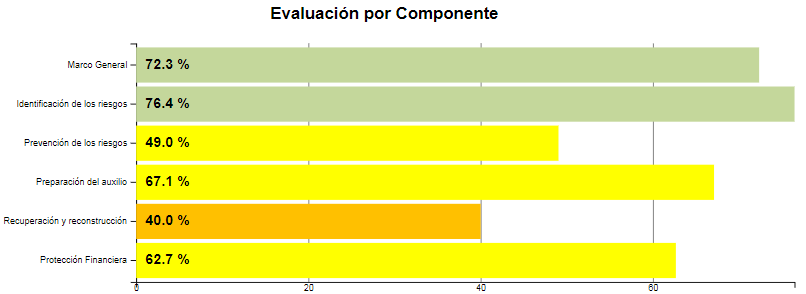 Evaluación por Componente
Marco General 72.3 %
Identificación de los riesgos 76.4 %
Prevención de los riesgos 49.0 %
Preparación del auxilio 67.1 %
Recuperación y reconstrucción 40.0 %
Protección Financiera 62.7 %
0 20 40 60